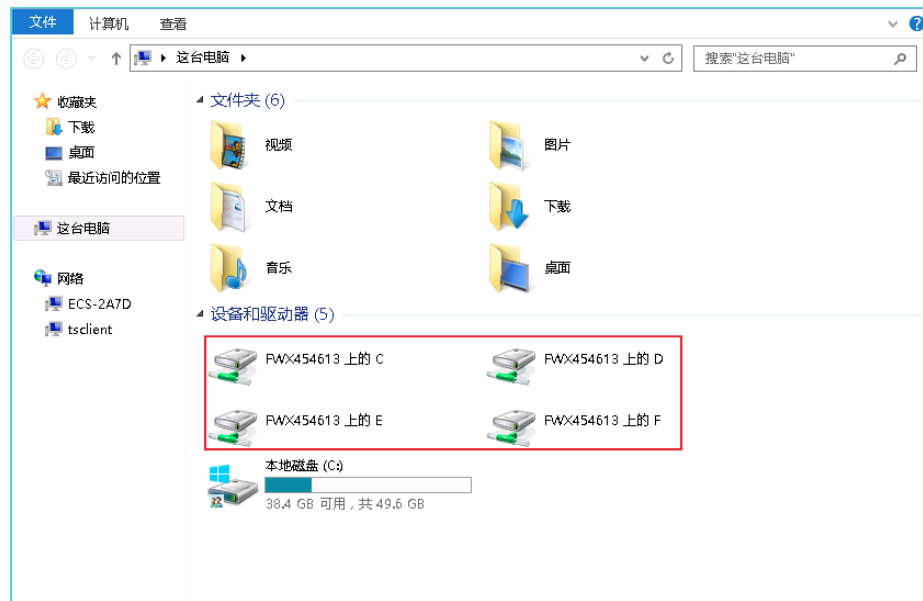 文件 计算机 查看
这台电脑
搜索"这台电脑"
收藏夹
下载
桌面
最近访问的位置
这台电脑
网络
ECS-2A7D
tsclient
文件夹 (6)
视频 图片
文档 下载
音乐 桌面
设备和驱动器 (5)
FWX454613 上的 C FWX454613 上的 D
FWX454613 上的 E FWX454613 上的 F
本地磁盘 (C:)
38.4 GB 可用，共 49.6 GB